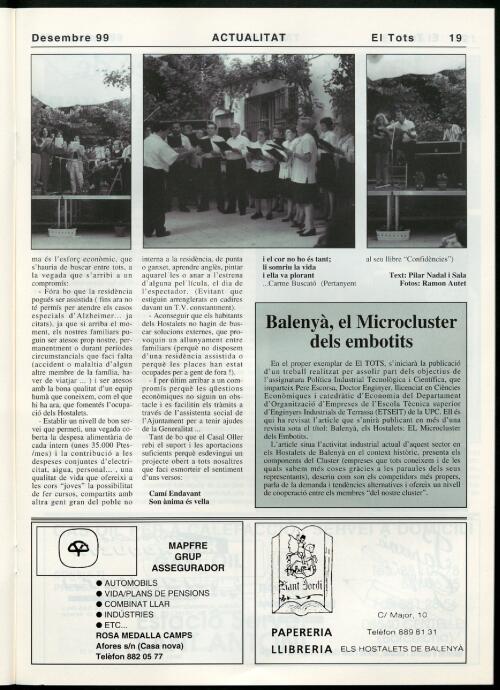 Desembre 99
ACTUALITAT
El Tots 19
ma és l'esforç econòmic, que
s'hauria de buscar entre tots, a
la vegada que s'arribi a un
compromís:
- Fóra bo que la residència
pogués ser assistida ( fins ara no
té permís per atendre els casos
especials d'Alzheimer... ja
citats), ja que si arriba el mo-
ment, els nostres familiars pu-
guin ser atesos prop nostre, per-
manentment o durant períodes
circumstancials que faci falta
(accident o malaltia d'algun
altre membre de la família, ha-
ver de viatjar ... ) i ser atesos
amb la bona qualitat d'un equip
humà que coneixem, com el que
hi ha ara, que fomenteix l'ocupa-
ció dels Hostalets.
- Establir un nivell de bon ser-
vei que permeti, una vegada co-
berta la despesa alimentària de
cada intern (unes 35.000 Ptes-
/mes) i la contribució a les
despeses conjuntes d'electri-
citat, aigua, personal..., una
qualitat de vida que ofereixi a
les cors "joves" la possibilitat
de fer cursos, compartits amb
altra gent gran del poble no
interna a la residència, de punta
o ganxet, aprendre anglès, pintar
aquarel·les o anar a l'estrena
d'alguna pel.lícula, el dia de
l'espectador. (Evitant que
estiguin arrenglerats en cadires
davant un T.V. constantment).
- Aconseguir que els habitants
dels Hostalets no hagin de bus-
car solucions externes, que pro-
voquin un allunyament entre
familiars (perquè no disposem
d'una residència assistida o
perquè les places han estat
ocupades per a gent de fora !).
- I per últim arribar a un com-
promís perquè les qüestions
econòmiques no siguin un obs-
tacle i es facilitin els tràmits a
través de l'assistenta social de
l'Ajuntament per a tenir ajudes
de la Generalitat ...
Tant de bo que el Casal Oller
rebi el suport i les aportacions
suficients perquè esdevingui un
projecte obert a tots nosaltres
que faci esmorteir el sentiment
d'uns versos:
Camí Endavant
Son ànima és vella
i el cor no ho és tant;
li somriu la vida
i ella va plorant
...Carme Buscató (Pertanyent
al seu llibre "Confidències")
Text: Pilar Nadal i Sala
Fotos: Ramon Autet
Balenyà, el Microcluster
dels embotits
En el proper exemplar de El TOTS, s'iniciarà la publicació
d'un treball realitzat per assolir part dels objectius de
l'assignatura Política Industrial Tecnològica i Científica, que
imparteix Pere Escorsa, Doctor Enginyer, llicenciat en Ciències
Econòmiques i catedràtic d'Economia del Departament
d'Organització d'Empreses de l'Escola Tècnica superior
d'Enginyers Industrials de Terrassa (ETSEIT) de la UPC. Ell és
qui ha revisat l'article que s'anirà publicant en més d'una
revista sota el títol: Balenyà, els Hostalets: EL Microcluster
dels Embotits.
L'article situa l'activitat industrial actual d'aquest sector en
els Hostalets de Balenyà en el context històric, presenta els
components del Cluster (empreses que tots coneixem i de les
quals sabem més coses gràcies a les paraules dels seus
representants), descriu com son els competidors més propers,
parla de la demanda i tendències alternatives i ofereix un nivell
de cooperació entre els membres "del nostre cluster".
MAPFRE
GRUP
ASSEGURADOR
● AUTOMOBILS
● VIDA/PLANS DE PENSIONS
● COMBINAT LLAR
● INDÚSTRIES
● ETC...
ROSA MEDALLA CAMPS
Afores s/n (Casa nova)
Telèfon 882 05 77
Sant Jordi
C/ Major, 10
PAPERERIA Telèfon 889 81 31
LLIBRERIA ELS HOSTALETS DE BALENYÀ